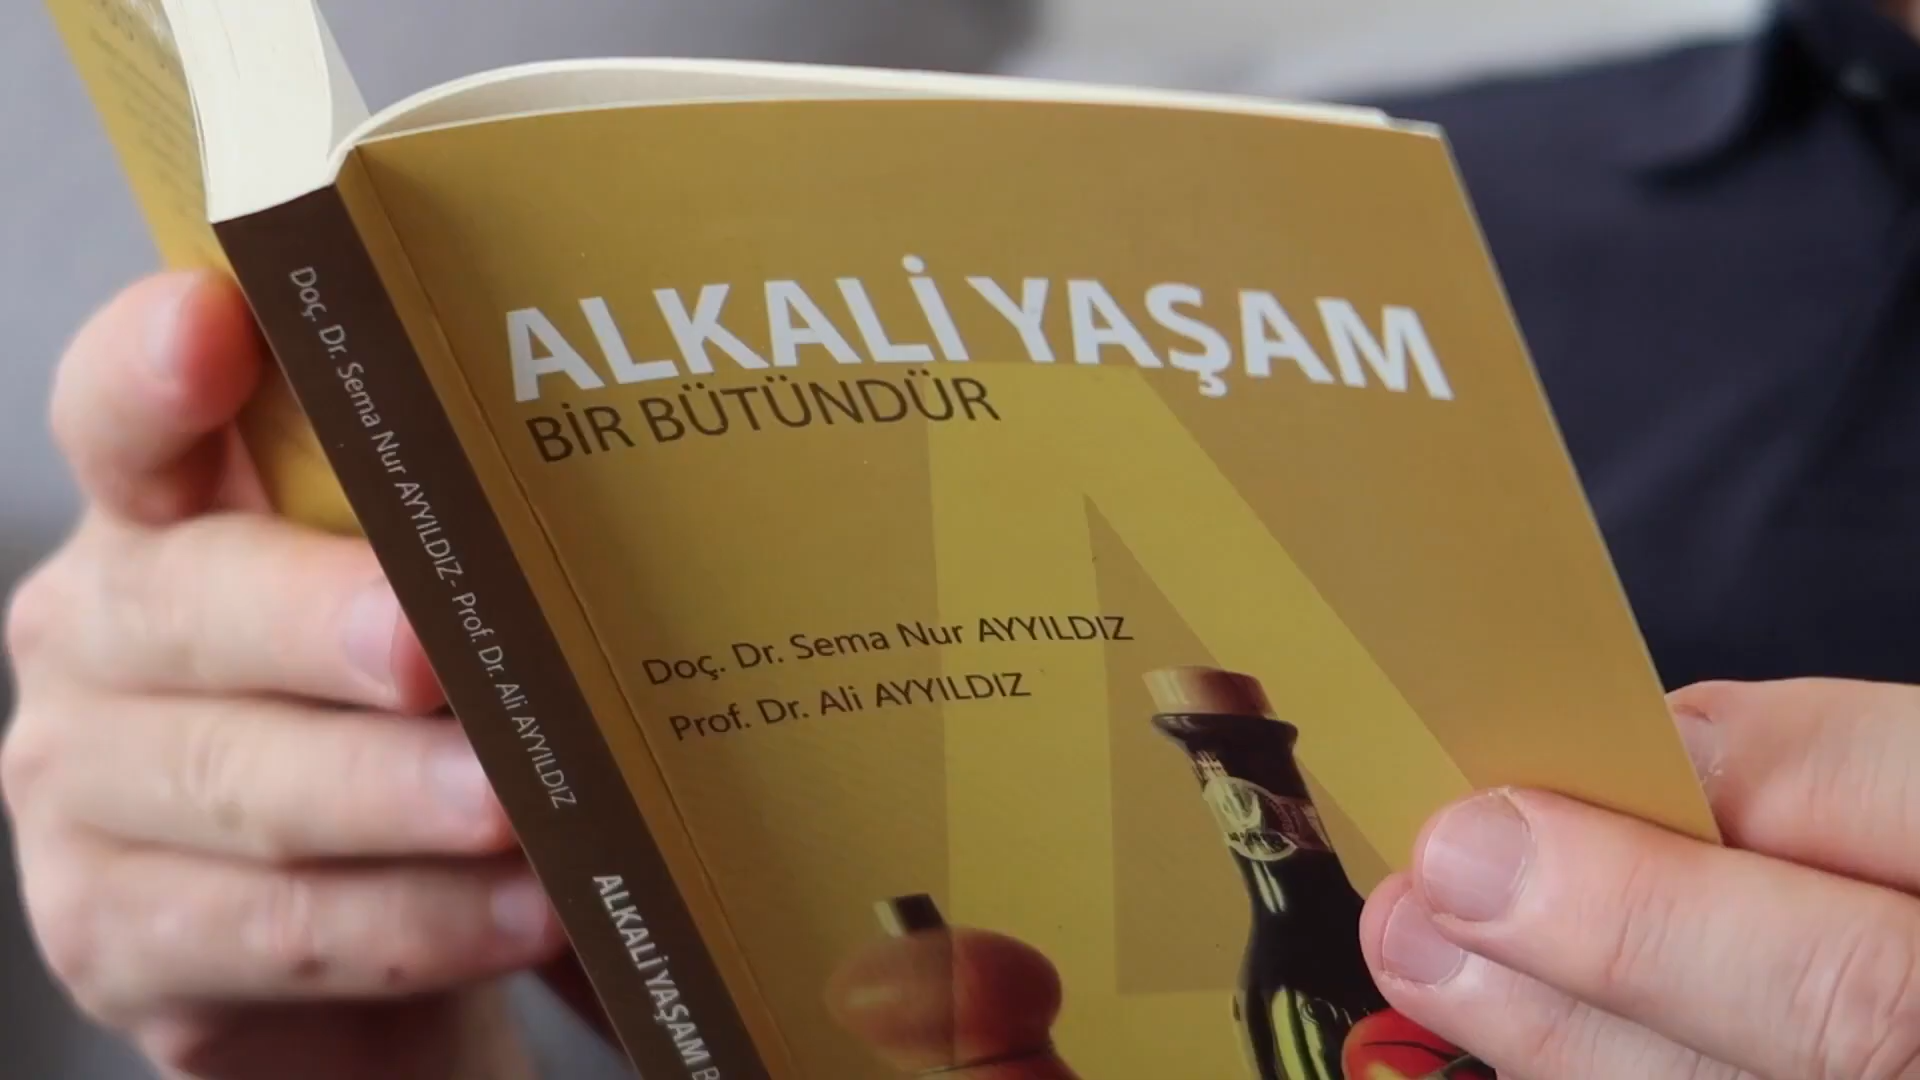 ALKALİ YAŞAM
BİR BÜTÜNDÜR
Doç. Dr. Sema Nur AYYILDIZ
Prof. Dr. Ali AYYILDIZ
Doç. Dr. Sema Nur AYYILDIZ - Prof. Dr. Ali AYYILDIZ
ALKALİ YAŞAM B